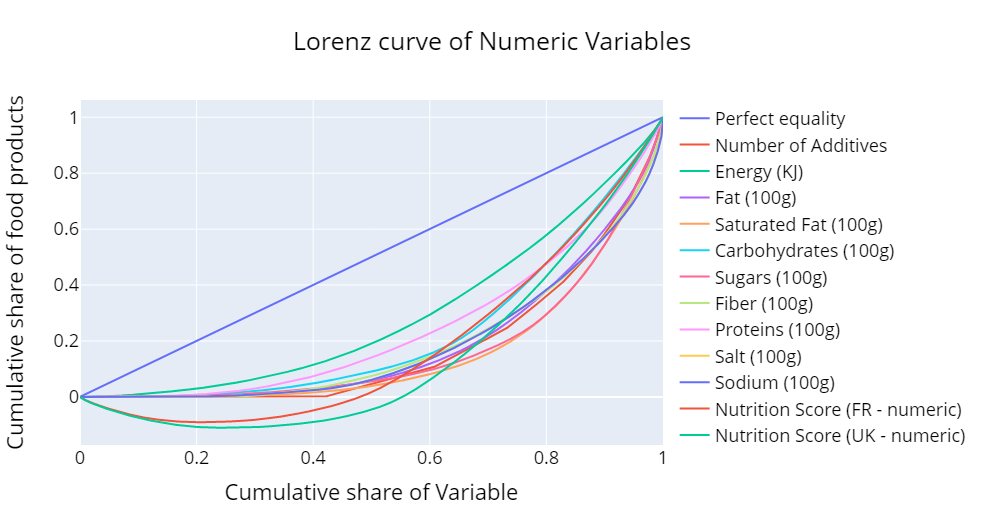 Lorenz curve of Numeric Variables
Cumulative share of food products
1
0.8
0.6
0.4
0.2
0
0 0.2 0.4 0.6 0.8 1
Cumulative share of Variable
Perfect equality
Number of Additives
Energy (KJ)
Fat (100g)
Saturated Fat (100g)
Carbohydrates (100g)
Sugars (100g)
Fiber (100g)
Proteins (100g)
Salt (100g)
Sodium (100g)
Nutrition Score (FR - numeric)
Nutrition Score (UK - numeric)